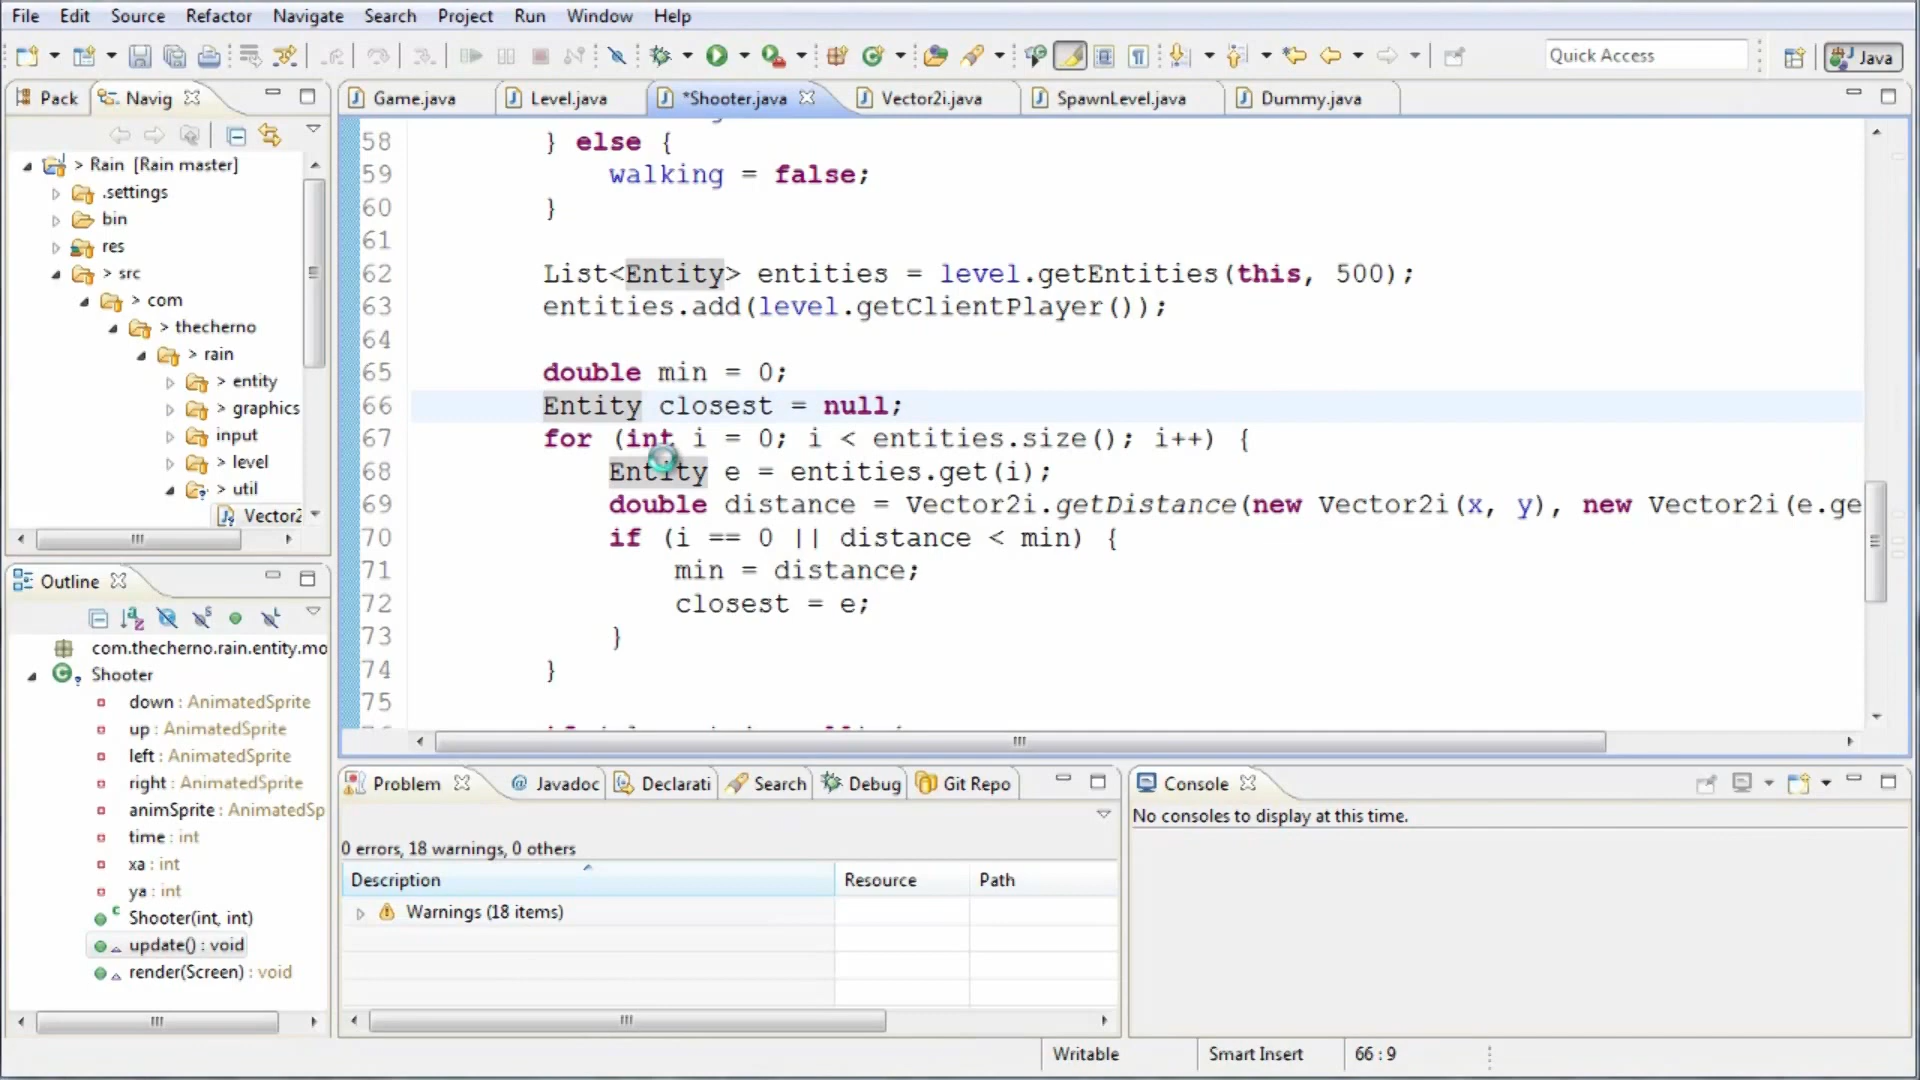 File Edit Source Refactor Navigate Search Project Run Window Help
Quick Access
Java
Pack
Navig
Game.java
Level.java
*Shooter.java
Vector2i.java
SpawnLevel.java
Dummy.java
> Rain [Rain master]
.settings
bin
res
> src
> com
> thecherno
> rain
> entity
> graphics
input
> level
> util
58 } else {
59 walking = false;
60 }
61
62 List<Entity> entities = level.getEntities(this, 500);
63 entities.add(level.getClientPlayer());
64
65 double min = 0;
66 Entity closest = null;
67 for (int i = 0; i < entities.size(); i++) {
68 Entity e = entities.get(i);
69 double distance = Vector2i.getDistance(new Vector2i(x, y), new Vector2i(e.ge
70 if (i == 0 || distance < min) {
71 min = distance;
72 closest = e;
73 }
74 }
75
Outline
com.thecherno.rain.entity.mo
Shooter
down : AnimatedSprite
up : AnimatedSprite
left : AnimatedSprite
right : AnimatedSprite
animSprite : AnimatedSp
time : int
xa : int
ya : int
Shooter(int, int)
update() : void
render(Screen) : void
Problem
Javadoc
Declarati
Search
Debug
Git Repo
0 errors, 18 warnings, 0 others
Description Resource Path
Warnings (18 items)
Console
No consoles to display at this time.
Writable Smart Insert 66 : 9